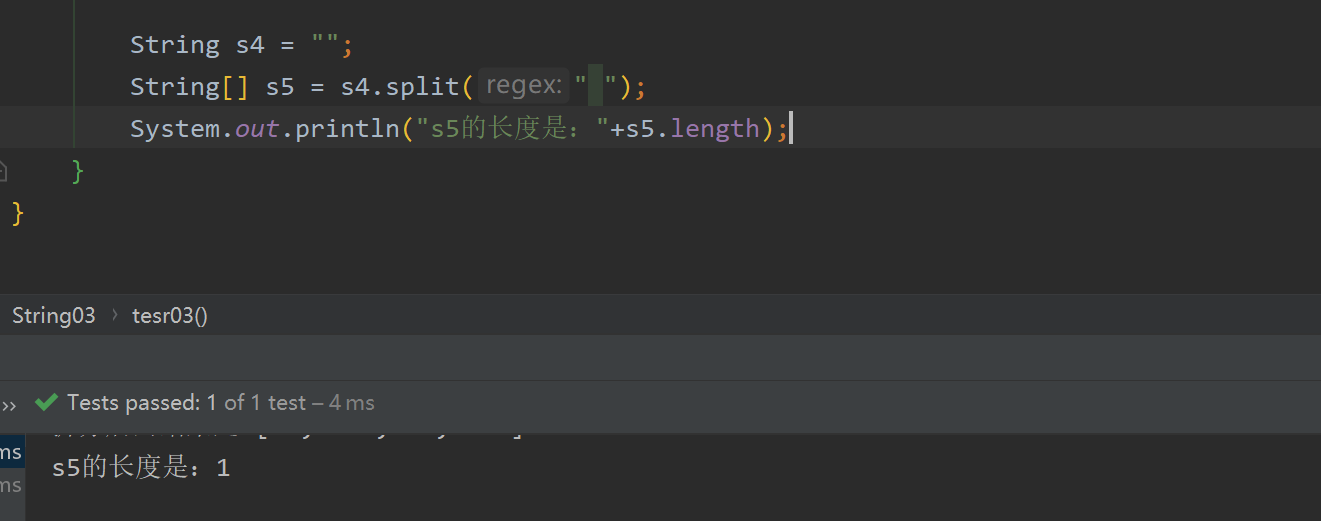 String s4 = "";
String[] s5 = s4.split( regex: " ");
System.out.println("s5的长度是："+s5.length);
}
}
String03 › tesr03()
›› Tests passed: 1 of 1 test – 4 ms
ms
s5的长度是：1
ms